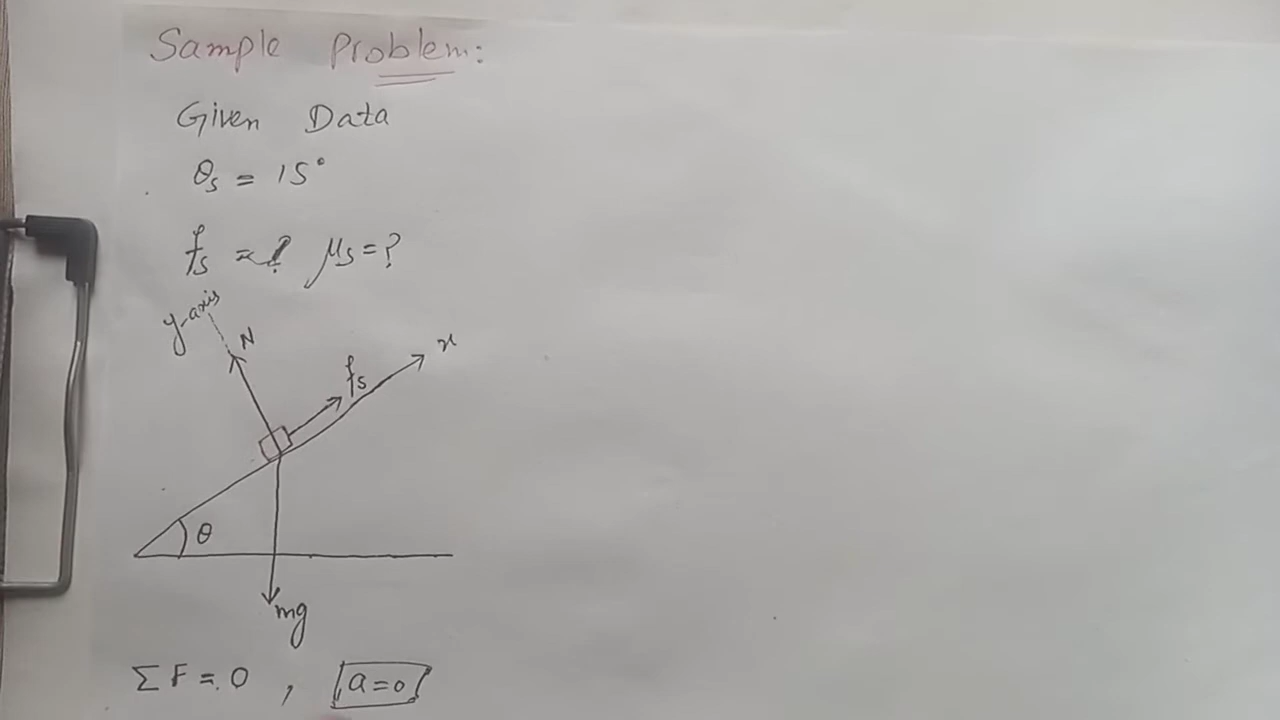 Sample Problem:
Given Data
θs = 15°
fs = ? μs = ?
y-axis
N
fs
x
θ
mg
ΣF = 0 , a = 0